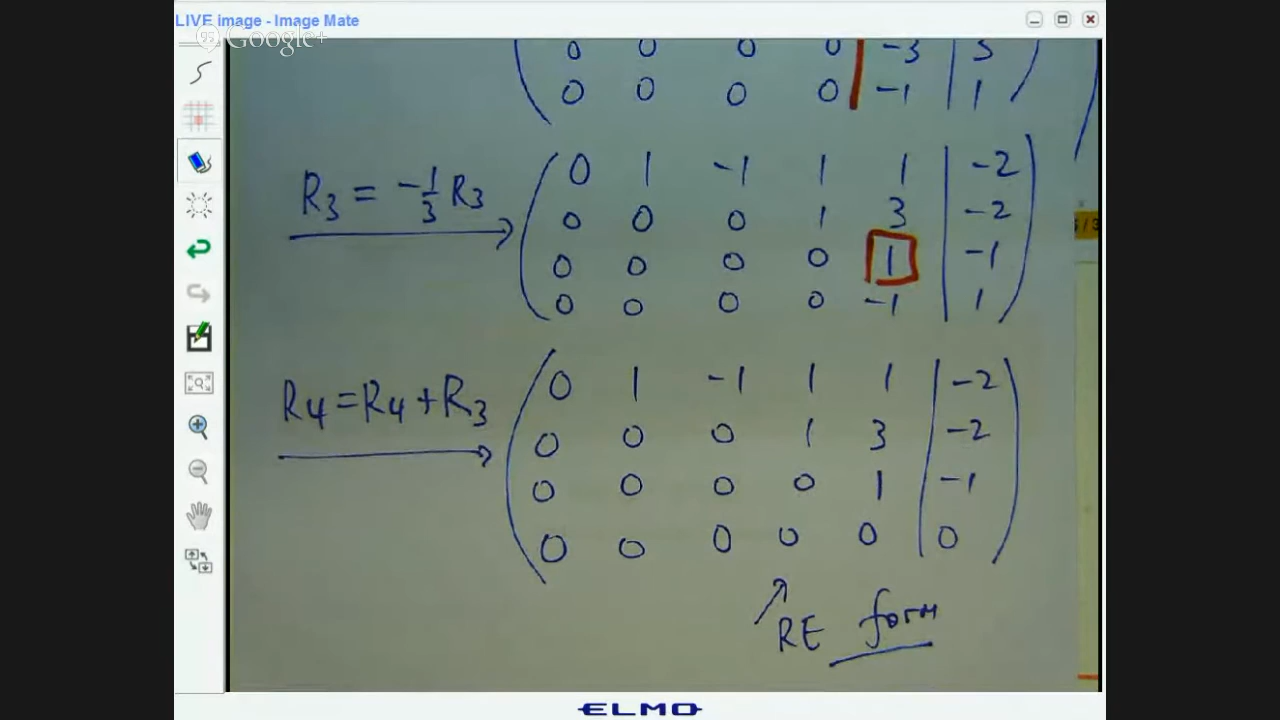 LIVE image - Image Mate
95 Google+
0 0 0 0 -3 | 3
0 0 0 0 -1 | 1
R3 = -1/3 R3
0 1 -1 1 1 | -2
0 0 0 1 3 | -2
0 0 0 0 1 | -1
0 0 0 0 -1 | 1
R4 = R4 + R3
0 1 -1 1 1 | -2
0 0 0 1 3 | -2
0 0 0 0 1 | -1
0 0 0 0 0 | 0
RE form
ELMO